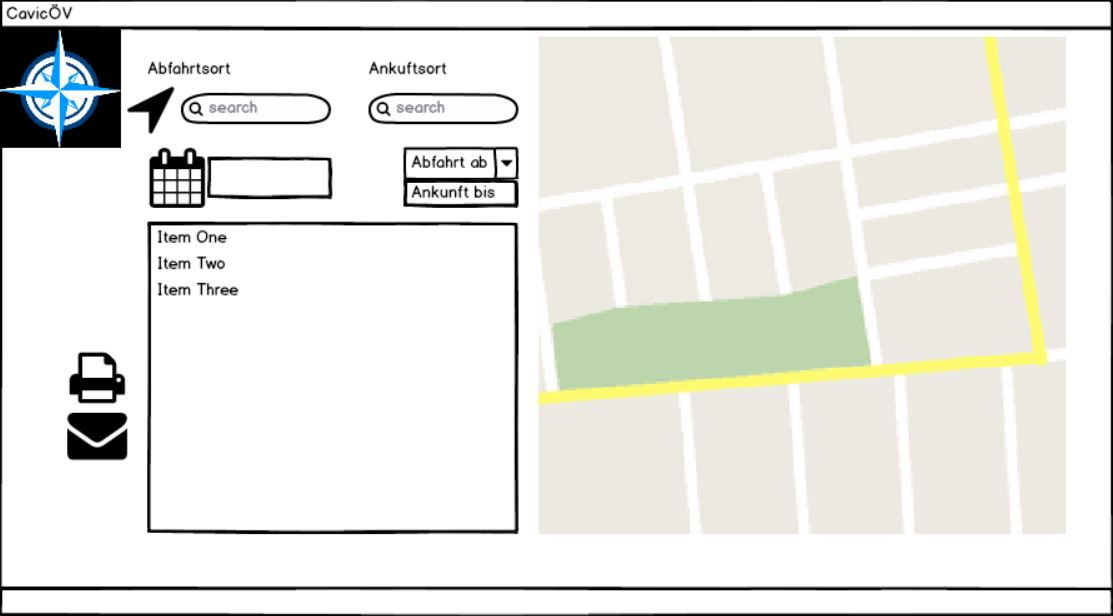 CavicÖV
Abfahrtsort
Ankuftsort
search
search
Abfahrt ab
Ankunft bis
Item One
Item Two
Item Three